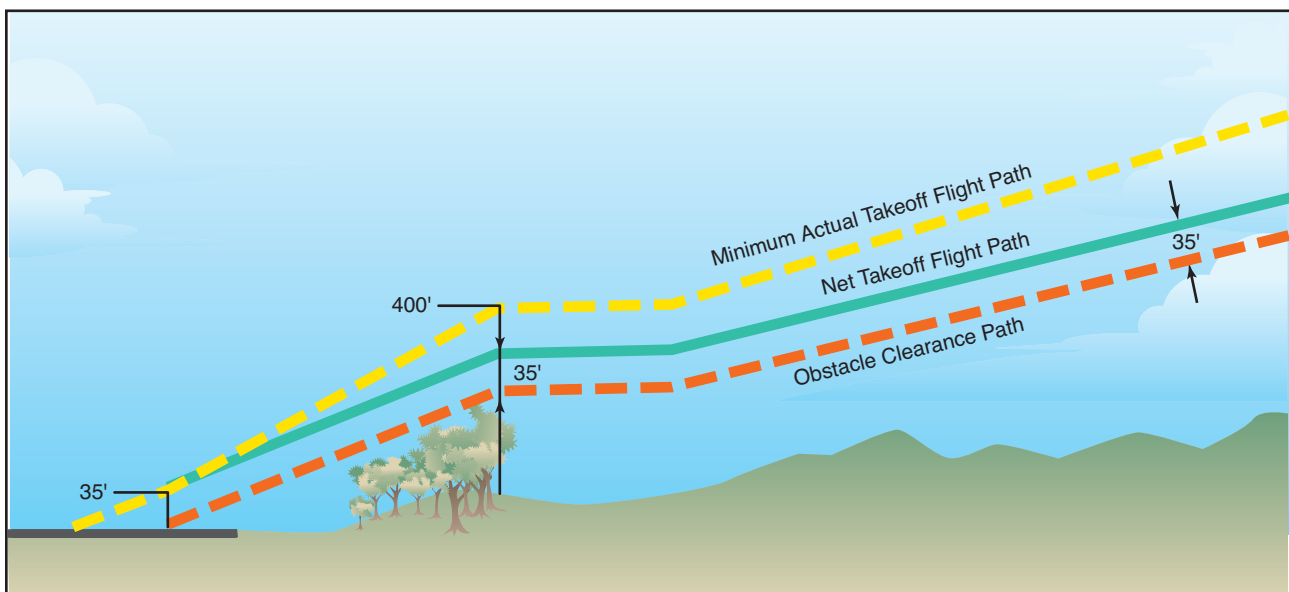 Minimum Actual Takeoff Flight Path
Net Takeoff Flight Path
35'
400'
35'
Obstacle Clearance Path
35'